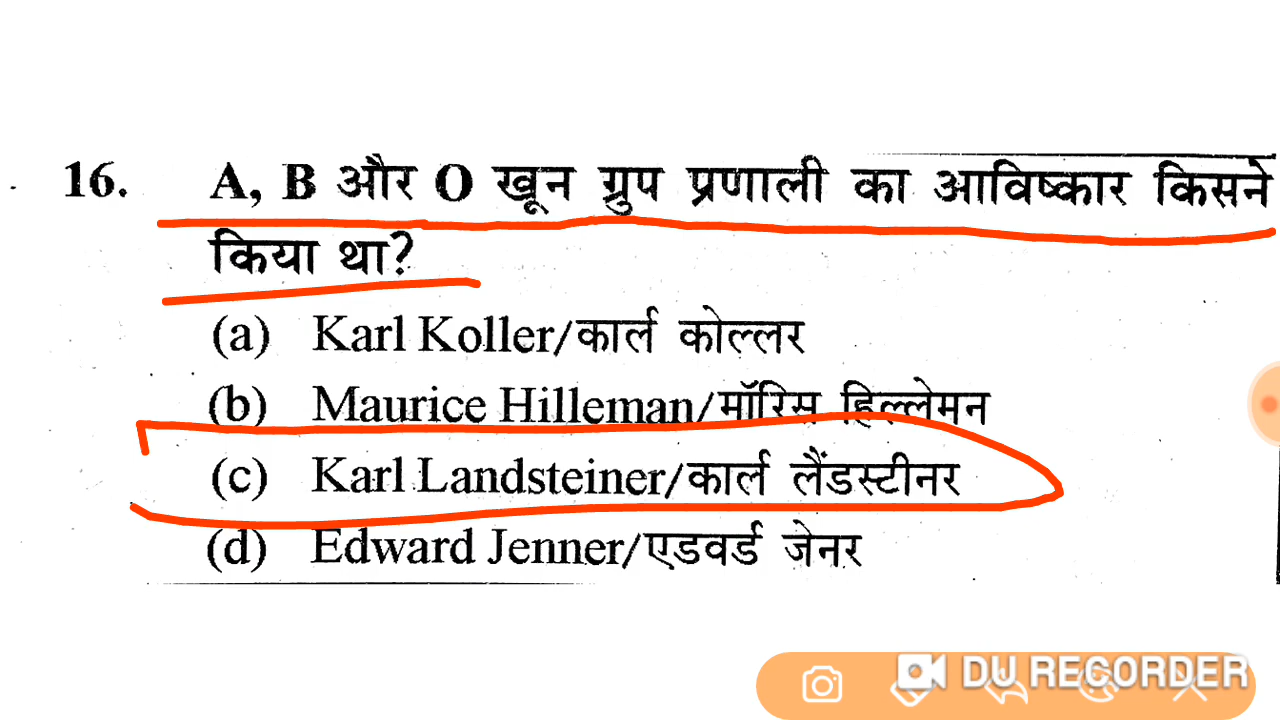 16. A, B और O खून ग्रुप प्रणाली का आविष्कार किसने
किया था?
(a) Karl Koller/कार्ल कोल्लर
(b) Maurice Hilleman/मॉरिस हिल्लेमन
(c) Karl Landsteiner/कार्ल लैंडस्टीनर
(d) Edward Jenner/एडवर्ड जेनर
DU RECORDER